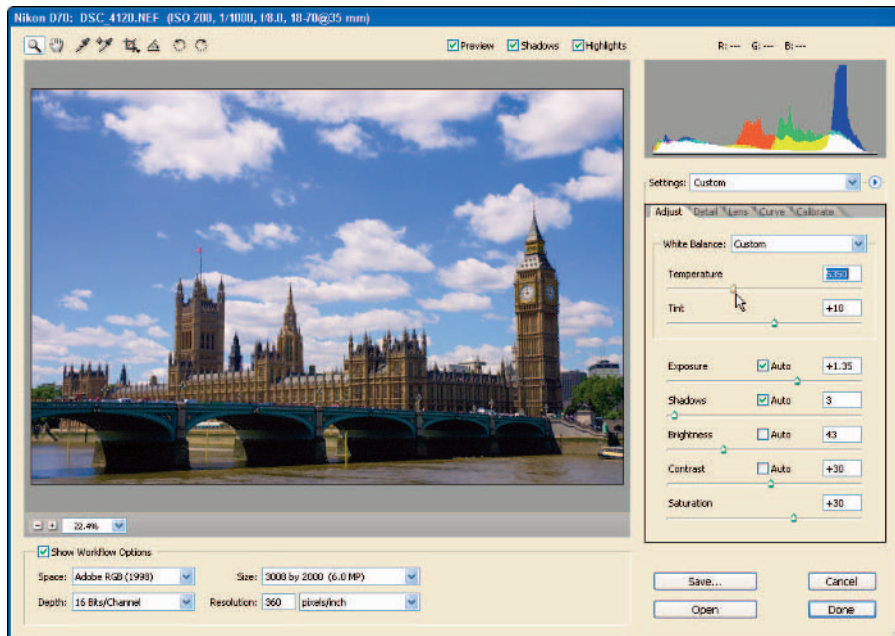 Nikon D70: DSC_4120.NEF (ISO 200, 1/1000, f/8.0, 18-70@35 mm)
Preview Shadows Highlights R: --- G: --- B: ---
Settings: Custom
Adjust Detail Lens Curve Calibrate
White Balance: Custom
Temperature 5350
Tint +10
Exposure Auto +1.35
Shadows Auto 3
Brightness Auto 43
Contrast Auto +30
Saturation +30
22.4%
Show Workflow Options
Space: Adobe RGB (1998) Size: 3008 by 2000 (6.0 MP)
Depth: 16 Bits/Channel Resolution: 360 pixels/inch
Save... Cancel
Open Done